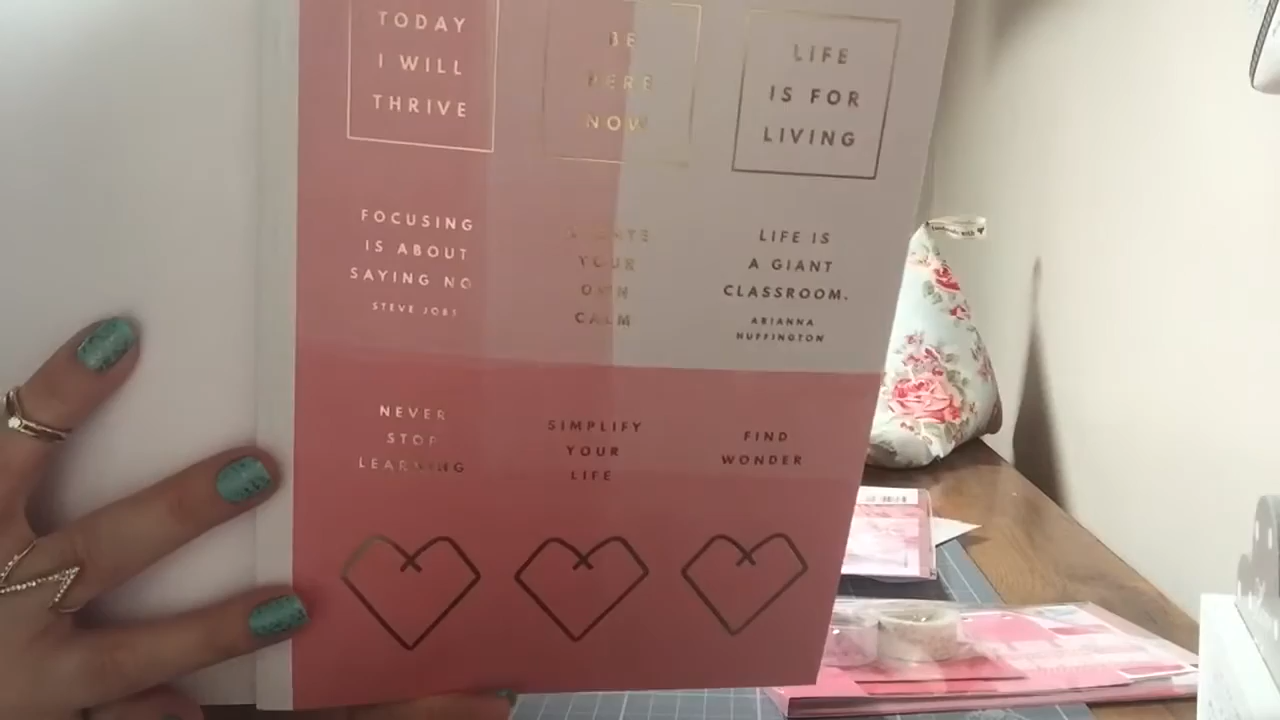 TODAY
I WILL
THRIVE
BE
HERE
NOW
LIFE
IS FOR
LIVING
FOCUSING
IS ABOUT
SAYING NO
STEVE JOBS
CREATE
YOUR
OWN
CALM
LIFE IS
A GIANT
CLASSROOM.
ARIANNA
HUFFINGTON
NEVER
STOP
LEARNING
SIMPLIFY
YOUR
LIFE
FIND
WONDER